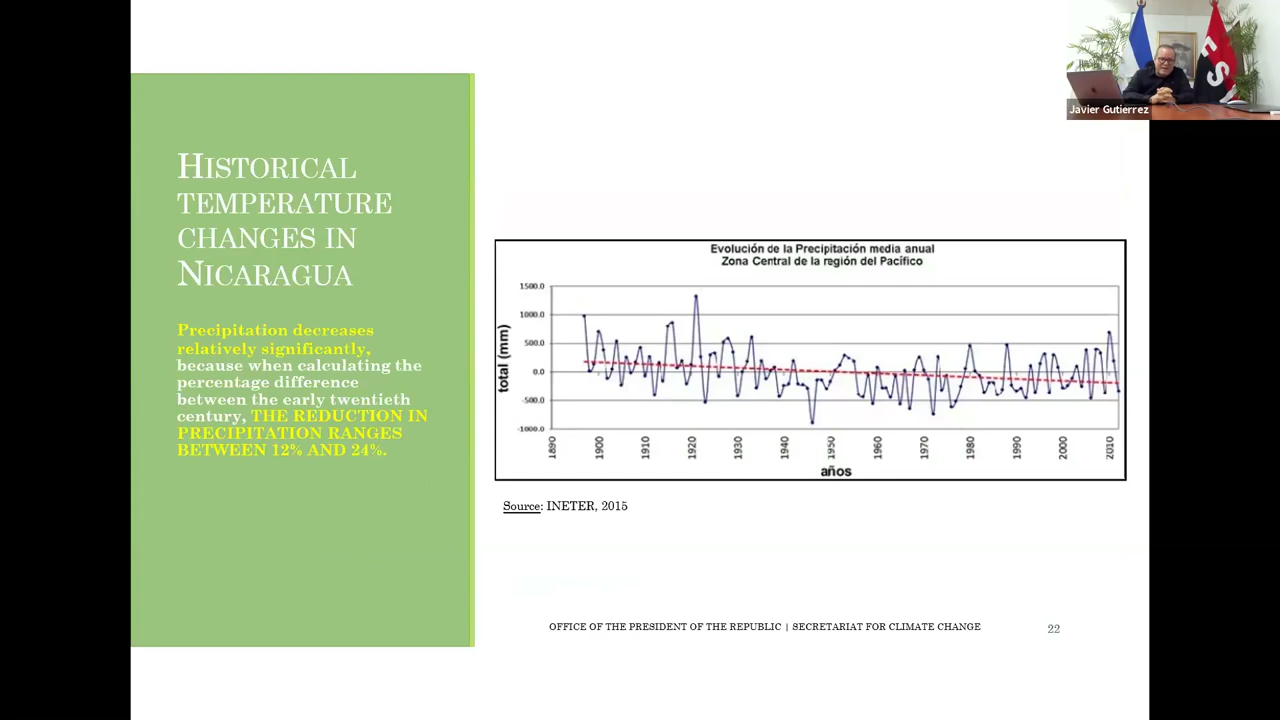 HISTORICAL
TEMPERATURE
CHANGES IN
NICARAGUA
Precipitation decreases
relatively significantly,
because when calculating the
percentage difference
between the early twentieth
century, THE REDUCTION IN
PRECIPITATION RANGES
BETWEEN 12% AND 24%.
Evolución de la Precipitación media anual
Zona Central de la región del Pacífico
total (mm)
1500.0
1000.0
500.0
0.0
-500.0
-1000.0
1890 1900 1910 1920 1930 1940 1950 1960 1970 1980 1990 2000 2010
años
Source: INETER, 2015
OFFICE OF THE PRESIDENT OF THE REPUBLIC | SECRETARIAT FOR CLIMATE CHANGE
22
FS
Javier Gutierrez